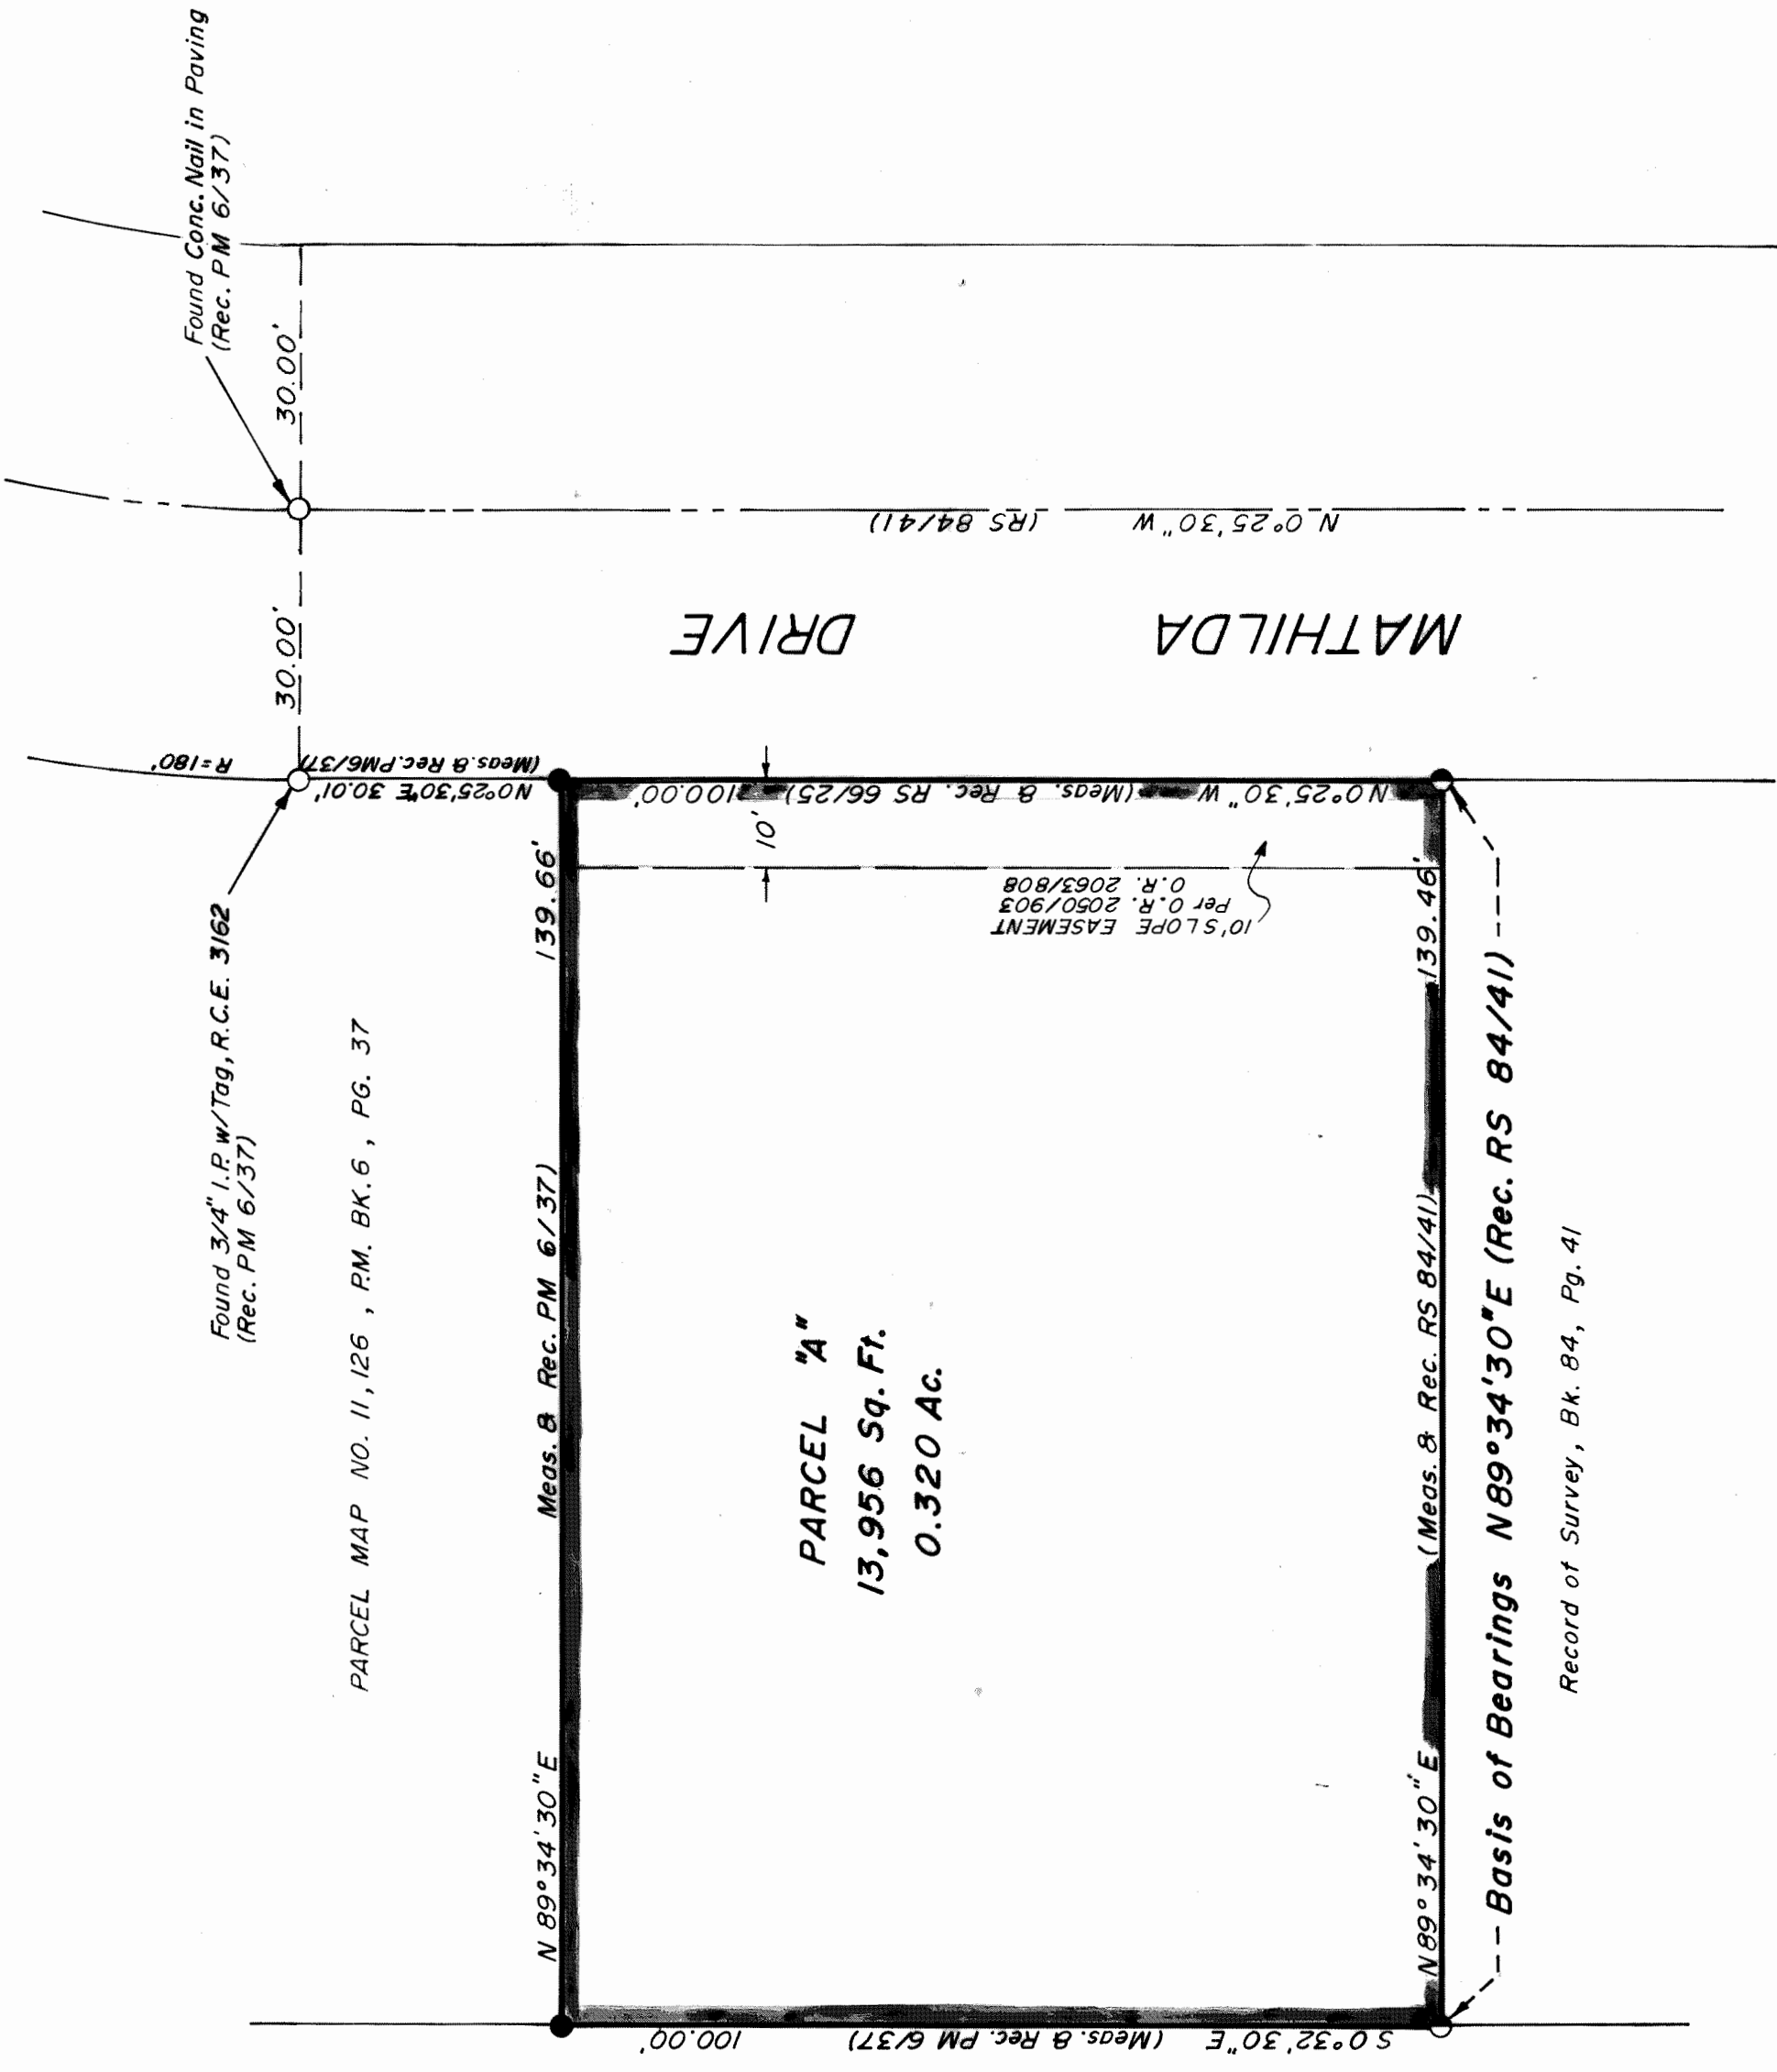 Found Conc. Nail in Paving
(Rec. PM 6/37)
30.00'
30.00'
N 0°25'30" W (RS 84/41)
MATHILDA DRIVE
R=180'
N0°25'30"E 30.01'
(Meas. & Rec. PM6/37)
Found 3/4" I.P. w/Tag, R.C.E. 3162
(Rec. PM 6/37)
PARCEL MAP NO. 11,126 , P.M. BK. 6 , PG. 37
N 89°34'30"E Meas. & Rec. PM 6/37) 139.66'
N0°25'30" W (Meas. & Rec. RS 66/25) 100.00'
10'
10' SLOPE EASEMENT
Per O.R. 2050/903
O.R. 2063/808
PARCEL "A"
13,956 Sq. Ft.
0.320 Ac.
N89°34'30"E (Meas. & Rec. RS 84/41) 139.46'
S 0°32'30"E (Meas. & Rec. PM 6/37) 100.00'
Basis of Bearings N89°34'30"E (Rec. RS 84/41)
Record of Survey, Bk. 84, Pg. 41